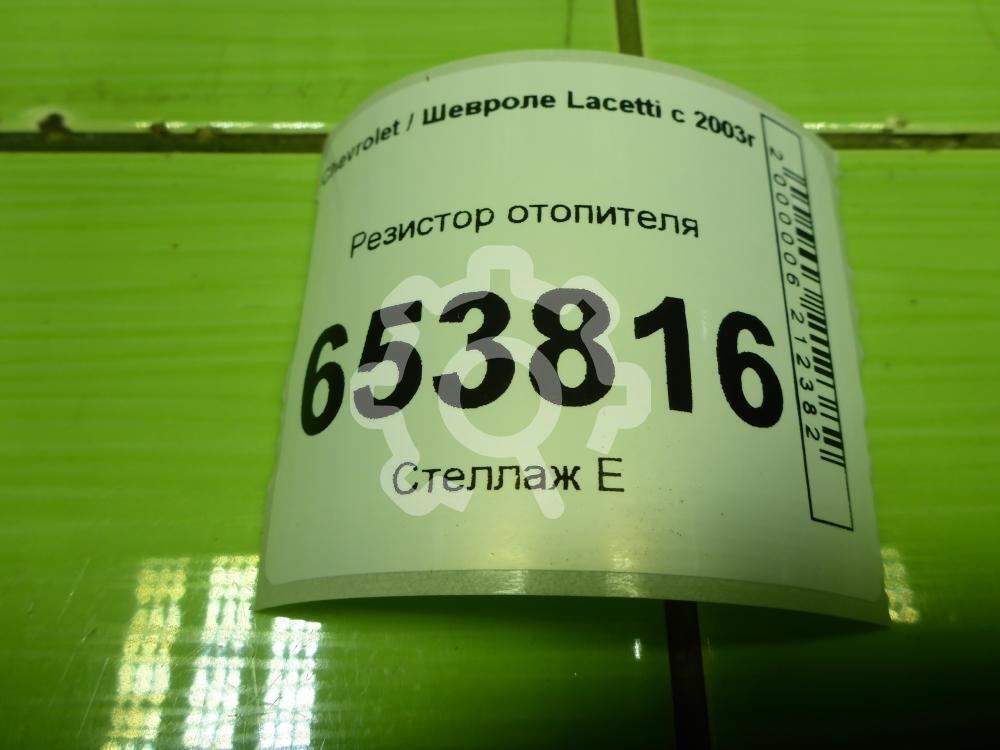 Chevrolet / Шевроле Lacetti с 2003г
Резистор отопителя
653816
Стеллаж Е
2000006212382